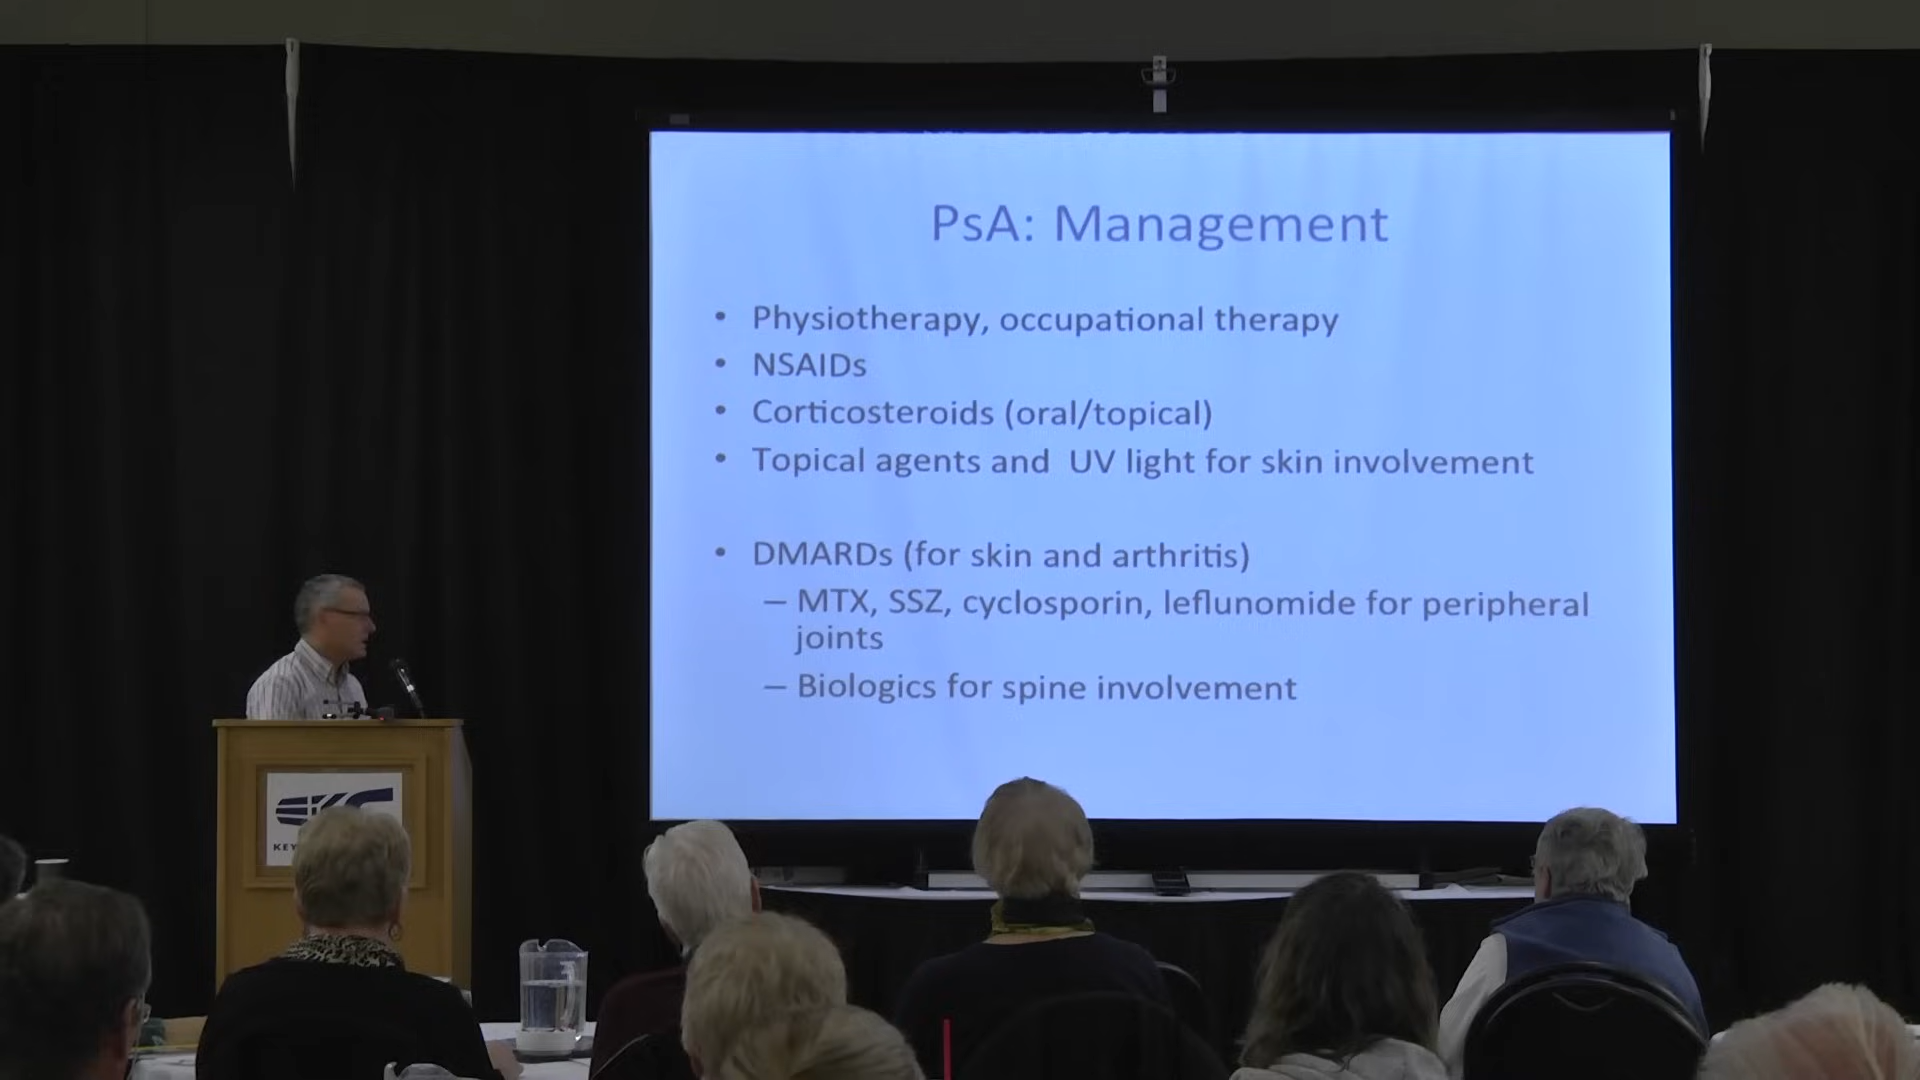 PsA: Management
• Physiotherapy, occupational therapy
• NSAIDs
• Corticosteroids (oral/topical)
• Topical agents and UV light for skin involvement
• DMARDs (for skin and arthritis)
– MTX, SSZ, cyclosporin, leflunomide for peripheral
joints
– Biologics for spine involvement